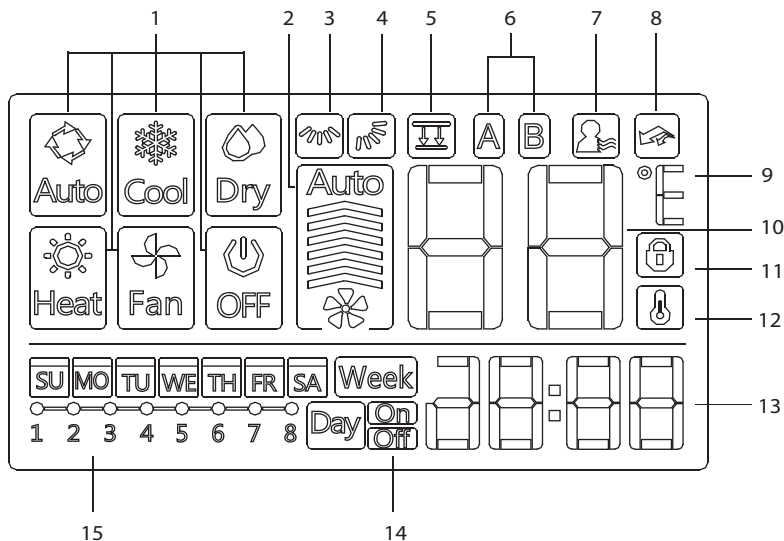 1 2 3 4 5 6 7 8
Auto Cool Dry Auto A B
9
10
11
Heat Fan OFF
12
SU MO TU WE TH FR SA Week 28:88
13
1 2 3 4 5 6 7 8 Day On
Off
15 14